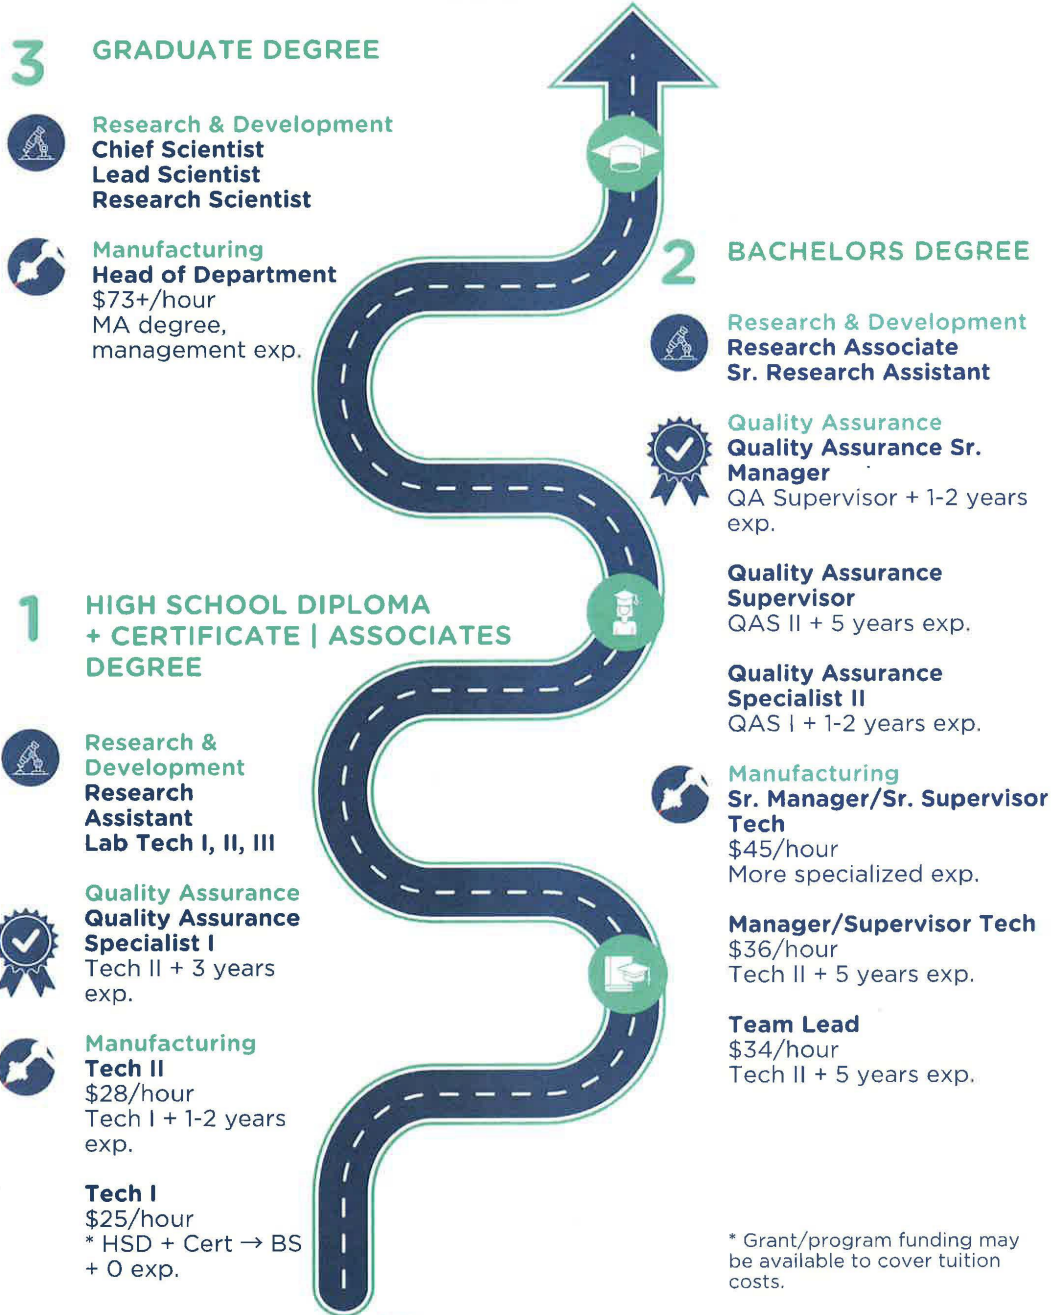 3
GRADUATE DEGREE
Research & Development
Chief Scientist
Lead Scientist
Research Scientist
Manufacturing
Head of Department
$73+/hour
MA degree,
management exp.
2
BACHELORS DEGREE
Research & Development
Research Associate
Sr. Research Assistant
Quality Assurance
Quality Assurance Sr.
Manager
QA Supervisor + 1-2 years
exp.
Quality Assurance
Supervisor
QAS II + 5 years exp.
Quality Assurance
Specialist II
QAS I + 1-2 years exp.
Manufacturing
Sr. Manager/Sr. Supervisor
Tech
$45/hour
More specialized exp.
Manager/Supervisor Tech
$36/hour
Tech II + 5 years exp.
Team Lead
$34/hour
Tech II + 5 years exp.
1
HIGH SCHOOL DIPLOMA
+ CERTIFICATE | ASSOCIATES
DEGREE
Research &
Development
Research
Assistant
Lab Tech I, II, III
Quality Assurance
Quality Assurance
Specialist I
Tech II + 3 years
exp.
Manufacturing
Tech II
$28/hour
Tech I + 1-2 years
exp.
Tech I
$25/hour
* HSD + Cert → BS
+ 0 exp.
* Grant/program funding may
be available to cover tuition
costs.